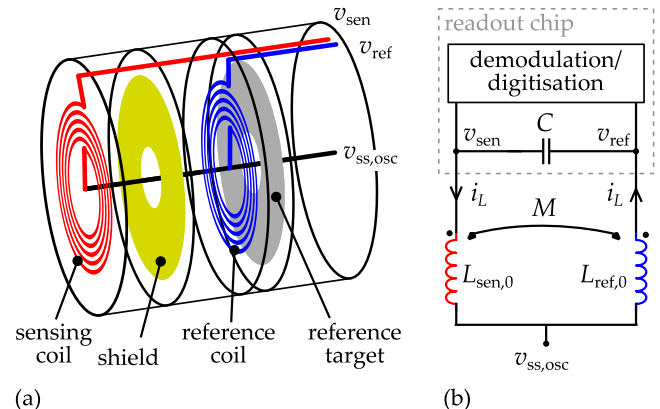 v_sen
v_ref
v_ss,osc
sensing
coil
shield
reference
coil
reference
target
(a)
readout chip
demodulation/
digitisation
v_sen
C
v_ref
i_L
i_L
M
L_sen,0
L_ref,0
v_ss,osc
(b)